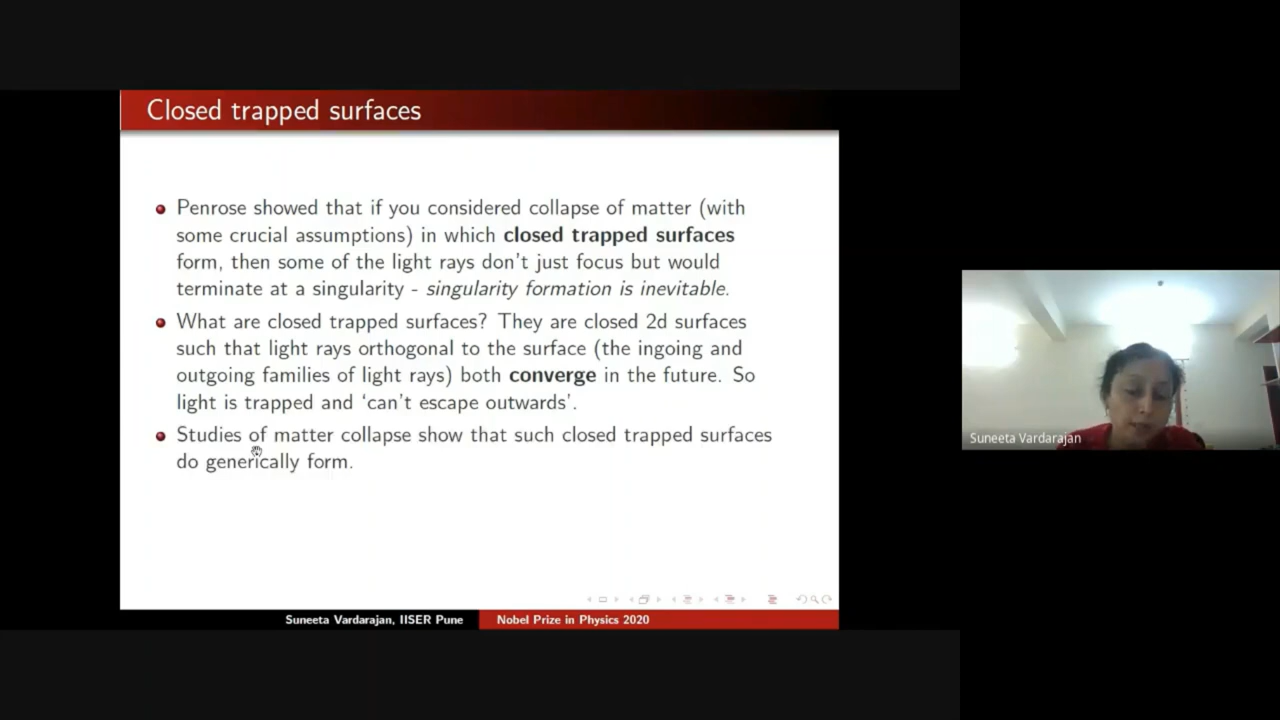 Closed trapped surfaces
Penrose showed that if you considered collapse of matter (with
some crucial assumptions) in which closed trapped surfaces
form, then some of the light rays don't just focus but would
terminate at a singularity - singularity formation is inevitable.
What are closed trapped surfaces? They are closed 2d surfaces
such that light rays orthogonal to the surface (the ingoing and
outgoing families of light rays) both converge in the future. So
light is trapped and 'can't escape outwards'.
Studies of matter collapse show that such closed trapped surfaces
do generically form.
Suneeta Vardarajan, IISER Pune
Nobel Prize in Physics 2020
Suneeta Vardarajan